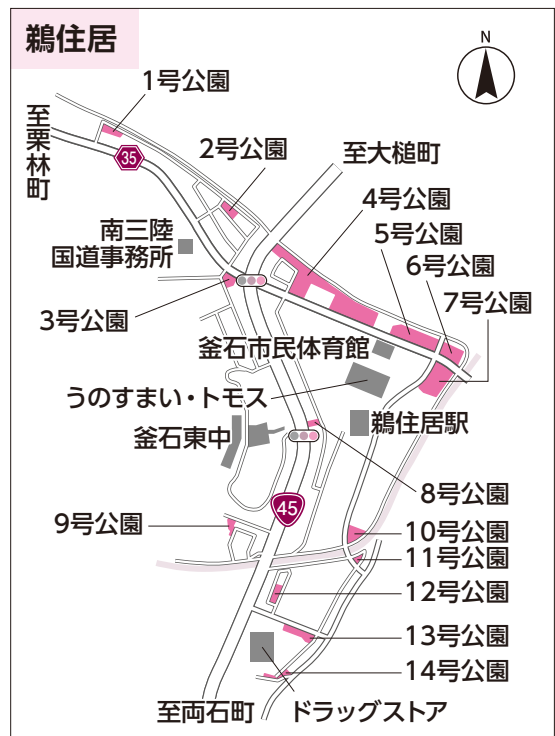 鵜住居
N
1号公園
至栗林町
35
2号公園
至大槌町
4号公園
南三陸
国道事務所
5号公園
6号公園
7号公園
3号公園
釜石市民体育館
うのすまい・トモス
釜石東中
鵜住居駅
8号公園
45
9号公園
10号公園
11号公園
12号公園
13号公園
14号公園
至両石町
ドラッグストア